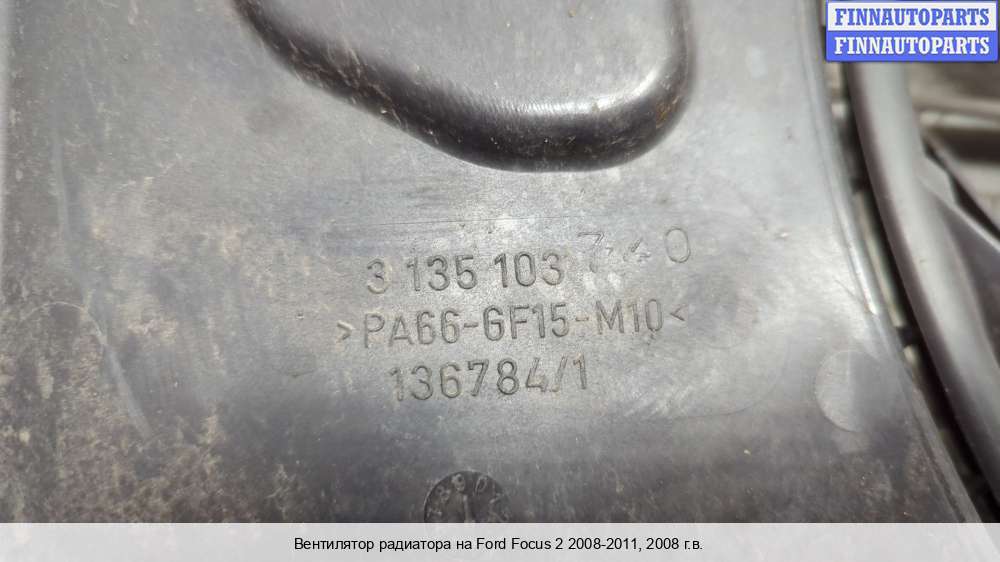 FINNAUTOPARTS
FINNAUTOPARTS
3 135 103 740
>PA66-GF15-M10<
136784/1
Вентилятор радиатора на Ford Focus 2 2008-2011, 2008 г.в.